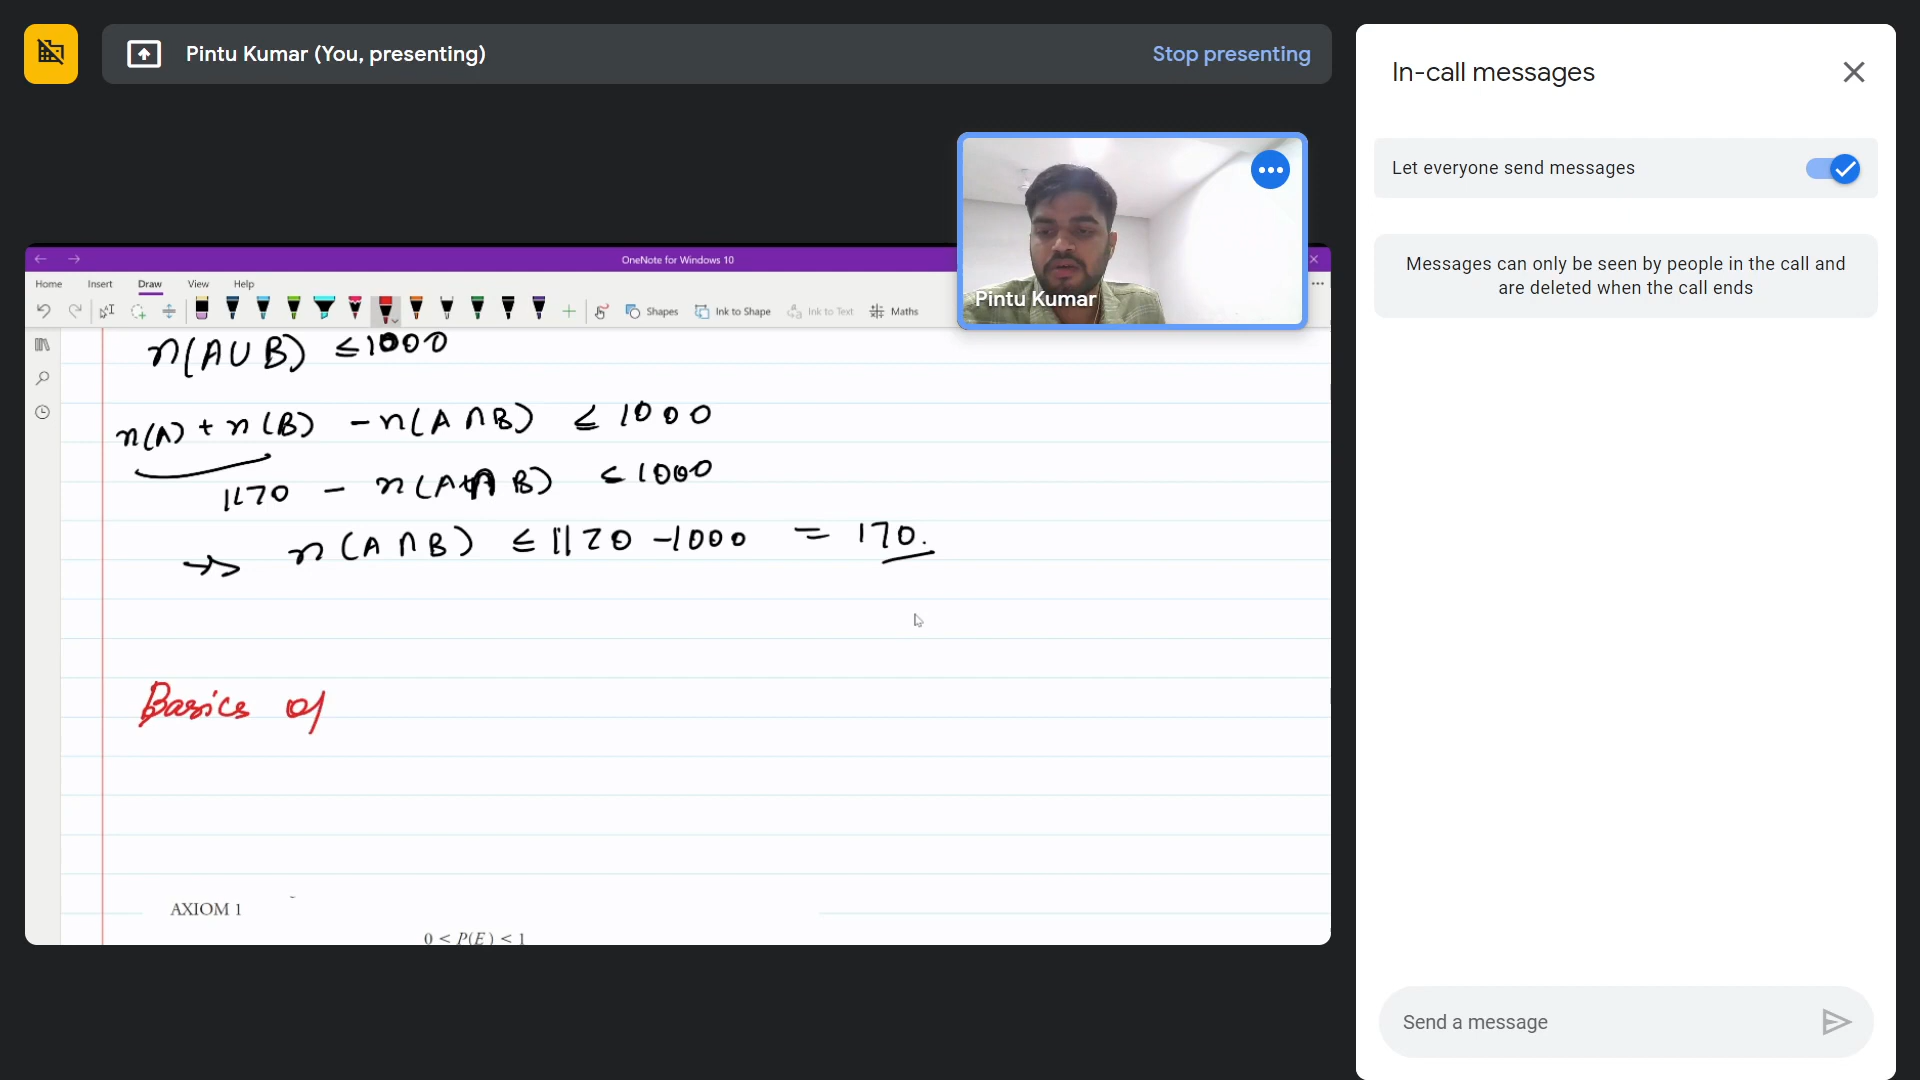 Pintu Kumar (You, presenting)
Stop presenting
In-call messages
Let everyone send messages
Messages can only be seen by people in the call and
are deleted when the call ends
Pintu Kumar
OneNote for Windows 10
Home Insert Draw View Help
Shapes Ink to Shape Ink to Text Maths
n(A∪B) ≤1000
n(A) + n(B) - n(A∩B) ≤ 1000
1170 - n(A∩B) ≤ 1000
→ n(A∩B) ≤ 1170 - 1000 = 170.
Basics of
AXIOM 1
0 < P(E) < 1
Send a message